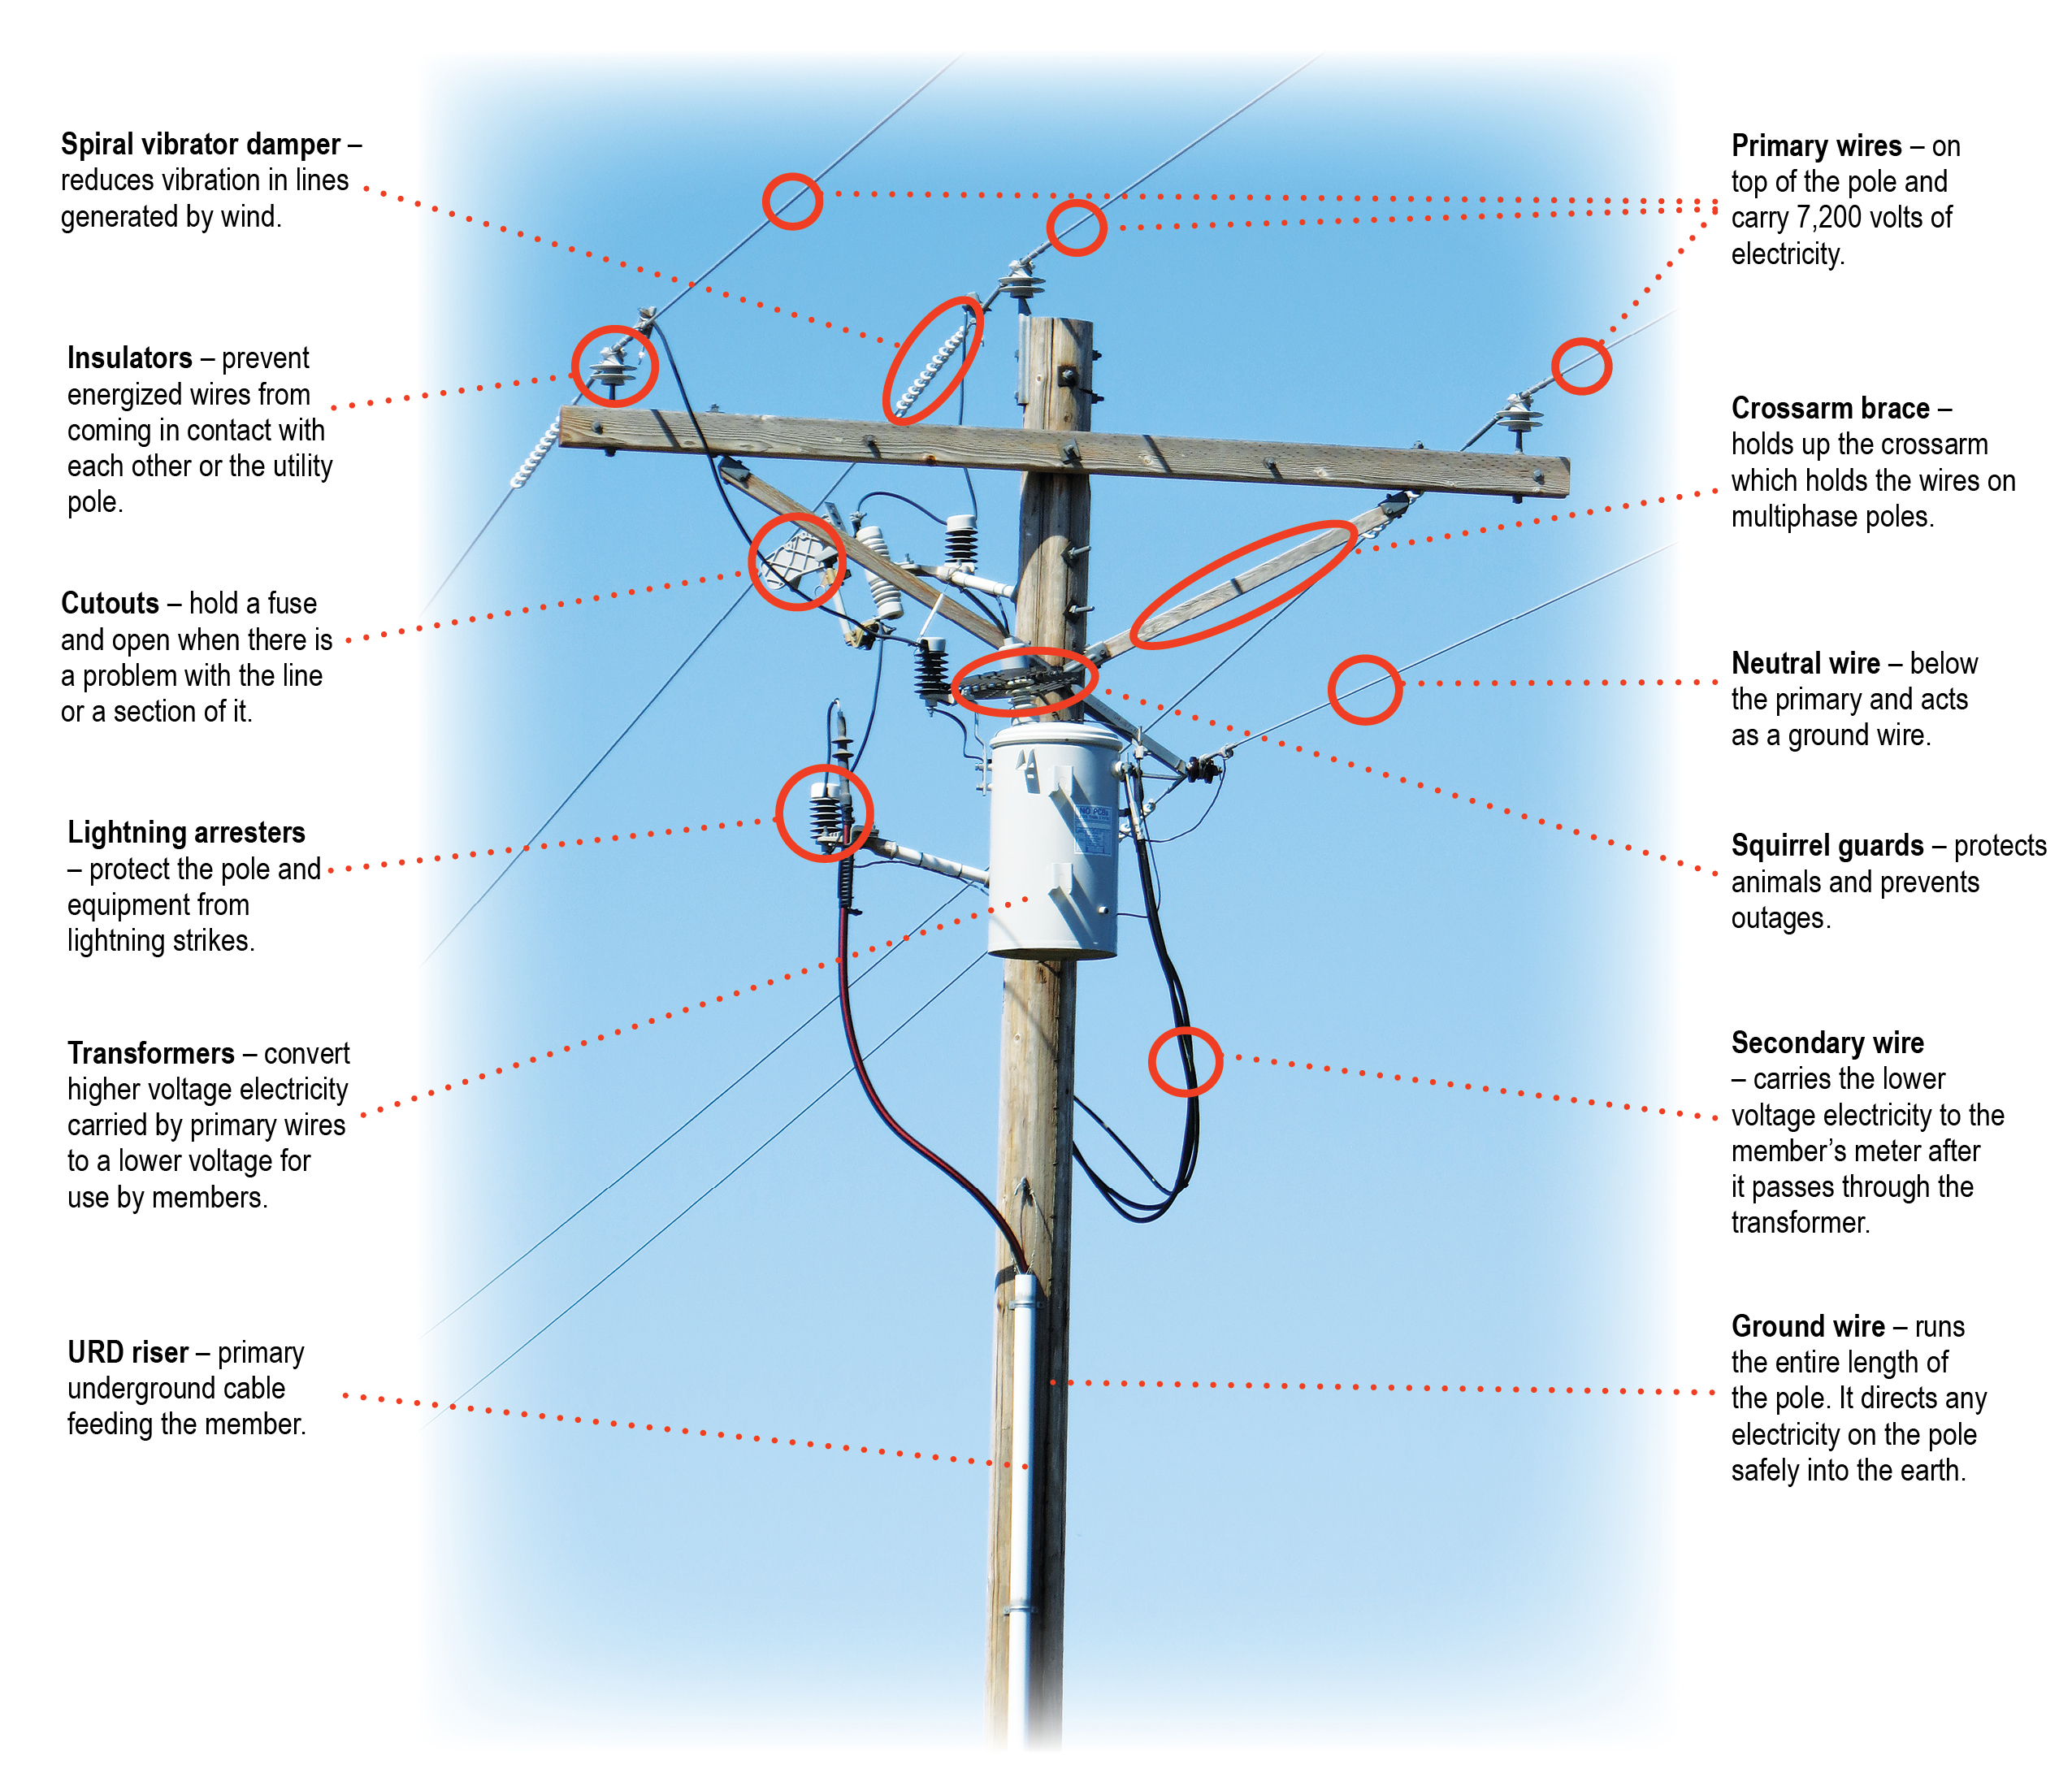 Spiral vibrator damper –
reduces vibration in lines
generated by wind.
Insulators – prevent
energized wires from
coming in contact with
each other or the utility
pole.
Cutouts – hold a fuse
and open when there is
a problem with the line
or a section of it.
Lightning arresters
– protect the pole and
equipment from
lightning strikes.
Transformers – convert
higher voltage electricity
carried by primary wires
to a lower voltage for
use by members.
URD riser – primary
underground cable
feeding the member.
Primary wires – on
top of the pole and
carry 7,200 volts of
electricity.
Crossarm brace –
holds up the crossarm
which holds the wires on
multiphase poles.
Neutral wire – below
the primary and acts
as a ground wire.
Squirrel guards – protects
animals and prevents
outages.
Secondary wire
– carries the lower
voltage electricity to the
member’s meter after
it passes through the
transformer.
Ground wire – runs
the entire length of
the pole. It directs any
electricity on the pole
safely into the earth.
NO PCBs